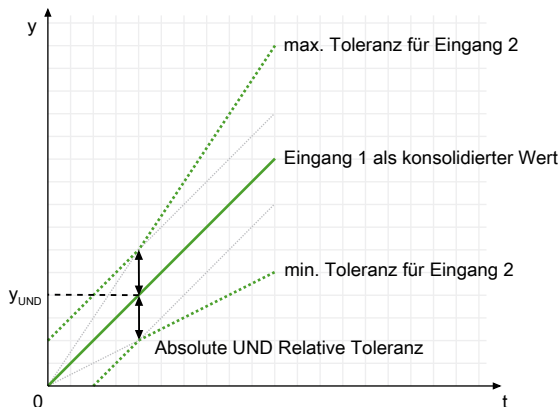 y
max. Toleranz für Eingang 2
Eingang 1 als konsolidierter Wert
min. Toleranz für Eingang 2
yUND
Absolute UND Relative Toleranz
0
t